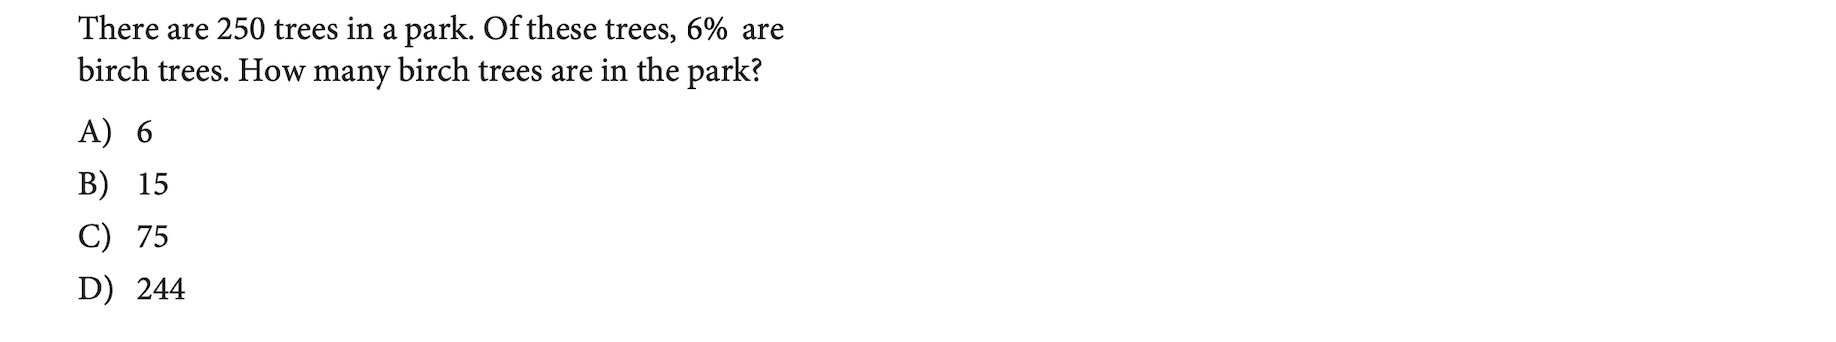 There are 250 trees in a park. Of these trees, 6% are
birch trees. How many birch trees are in the park?
A) 6
B) 15
C) 75
D) 244